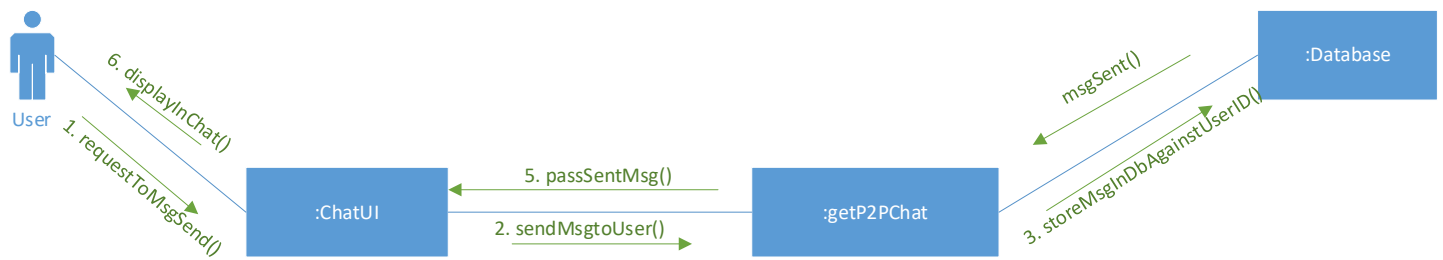 User
6. displayInChat()
1. requestToMsgSend()
:ChatUI
5. passSentMsg()
2. sendMsgtoUser()
:getP2PChat
msgSent()
3. storeMsgInDbAgainstUserID()
:Database